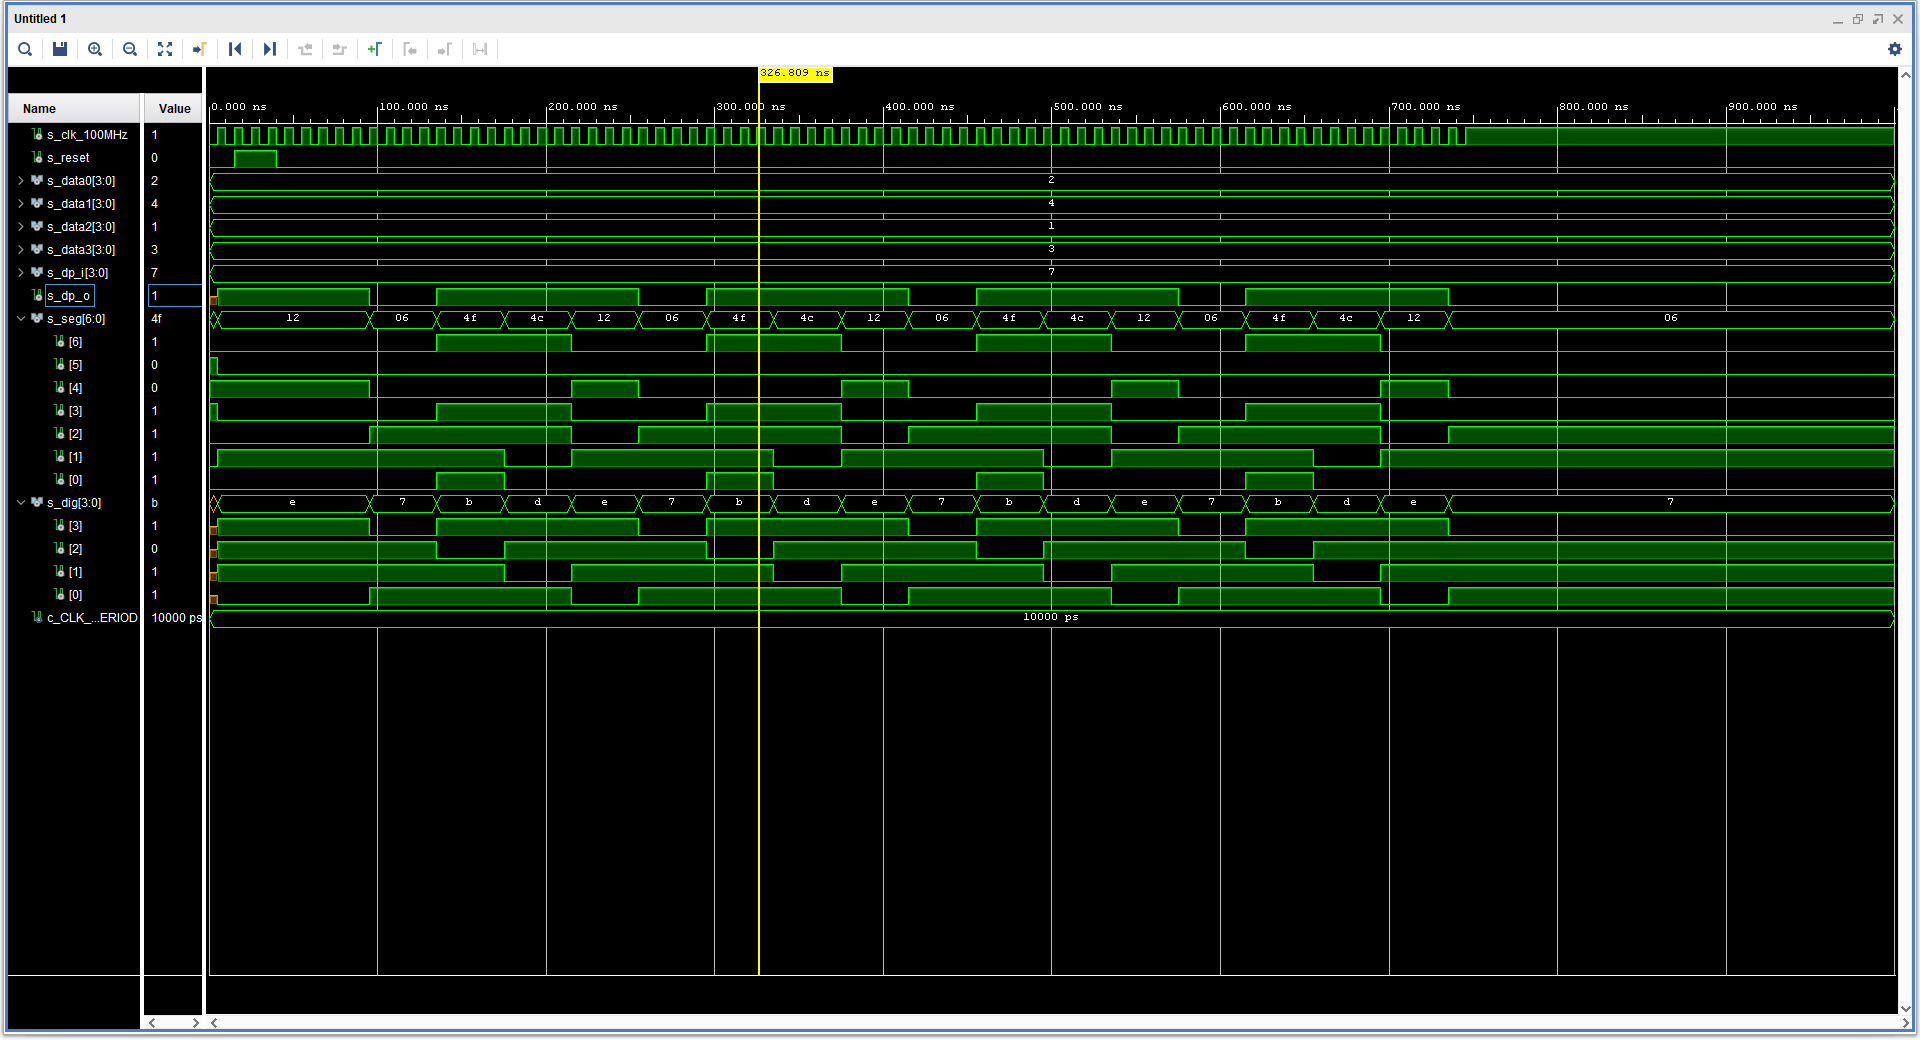 Untitled 1
326.809 ns
Name Value
0.000 ns 100.000 ns 200.000 ns 300.000 ns 400.000 ns 500.000 ns 600.000 ns 700.000 ns 800.000 ns 900.000 ns
s_clk_100MHz 1
s_reset 0
s_data0[3:0] 2 2
s_data1[3:0] 4 4
s_data2[3:0] 1 1
s_data3[3:0] 3 3
s_dp_i[3:0] 7 7
s_dp_o 1
s_seg[6:0] 4f 12 06 4f 4c 12 06 4f 4c 12 06 4f 4c 12 06 4f 4c 12 06
[6] 1
[5] 0
[4] 0
[3] 1
[2] 1
[1] 1
[0] 1
s_dig[3:0] b e 7 b d e 7 b d e 7 b d e 7 b d e 7
[3] 1
[2] 0
[1] 1
[0] 1
c_CLK_...ERIOD 10000 ps 10000 ps